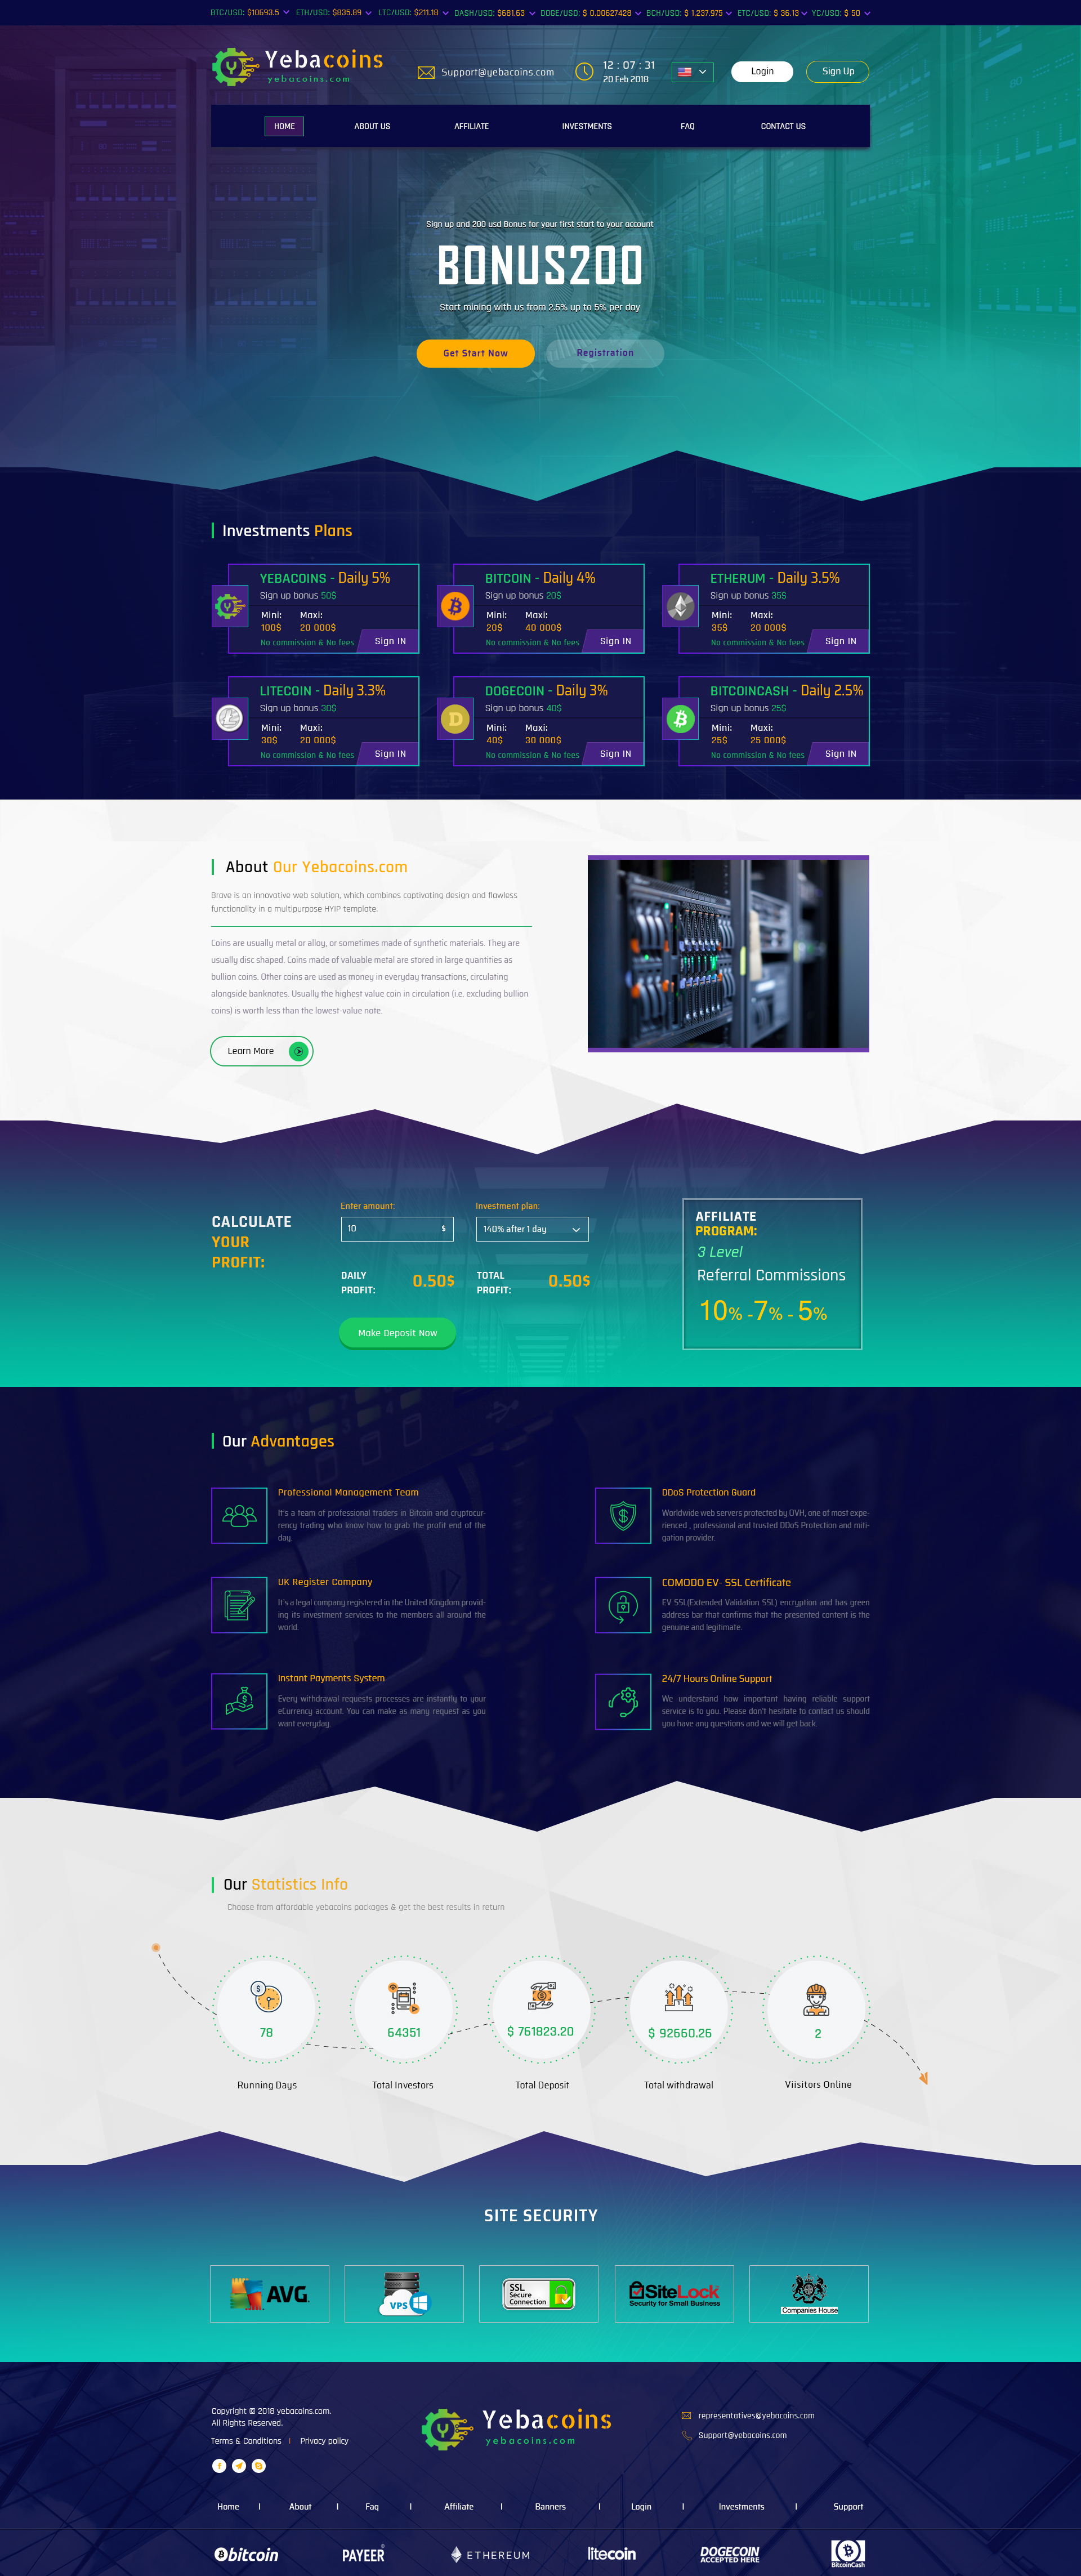 BTC/USD: $10693.5 ETH/USD: $835.89 LTC/USD: $211.18 DASH/USD: $681.63 DOGE/USD: $ 0.00627428 BCH/USD: $ 1,237.975 ETC/USD: $ 36.13 YC/USD: $ 50
Yebacoins
yebacoins.com
Support@yebacoins.com
12 : 07 : 31
20 Feb 2018
Login
Sign Up
HOME ABOUT US AFFILIATE INVESTMENTS FAQ CONTACT US
Sign up and 200 usd Bonus for your first start to your account
BONUS200
Start mining with us from 2.5% up to 5% per day
Get Start Now
Registration
Investments Plans
YEBACOINS - Daily 5%
Sign up bonus 50$
Mini: Maxi:
100$ 20 000$
No commission & No fees
Sign IN
BITCOIN - Daily 4%
Sign up bonus 20$
Mini: Maxi:
20$ 40 000$
No commission & No fees
Sign IN
ETHERUM - Daily 3.5%
Sign up bonus 35$
Mini: Maxi:
35$ 20 000$
No commission & No fees
Sign IN
LITECOIN - Daily 3.3%
Sign up bonus 30$
Mini: Maxi:
30$ 20 000$
No commission & No fees
Sign IN
DOGECOIN - Daily 3%
Sign up bonus 40$
Mini: Maxi:
40$ 30 000$
No commission & No fees
Sign IN
BITCOINCASH - Daily 2.5%
Sign up bonus 25$
Mini: Maxi:
25$ 25 000$
No commission & No fees
Sign IN
About Our Yebacoins.com
Brave is an innovative web solution, which combines captivating design and flawless
functionality in a multipurpose HYIP template.
Coins are usually metal or alloy, or sometimes made of synthetic materials. They are
usually disc shaped. Coins made of valuable metal are stored in large quantities as
bullion coins. Other coins are used as money in everyday transactions, circulating
alongside banknotes. Usually the highest value coin in circulation (i.e. excluding bullion
coins) is worth less than the lowest-value note.
Learn More
CALCULATE
YOUR
PROFIT:
Enter amount:
10 $
Investment plan:
140% after 1 day
DAILY
PROFIT:
0.50$
TOTAL
PROFIT:
0.50$
Make Deposit Now
AFFILIATE
PROGRAM:
3 Level
Referral Commissions
10% -7% - 5%
Our Advantages
Professional Management Team
It's a team of professional traders in Bitcoin and cryptocur-
rency trading who know how to grab the profit end of the
day.
DDoS Protection Guard
Worldwide web servers protected by OVH, one of most expe-
rienced , professional and trusted DDoS Protection and miti-
gation provider.
UK Register Company
It's a legal company registered in the United Kingdom provid-
ing its investment services to the members all around the
world.
COMODO EV- SSL Certificate
EV SSL(Extended Validation SSL) encryption and has green
address bar that confirms that the presented content is the
genuine and legitimate.
Instant Payments System
Every withdrawal requests processes are instantly to your
eCurrency account. You can make as many request as you
want everyday.
24/7 Hours Online Support
We understand how important having reliable support
service is to you. Please don't hesitate to contact us should
you have any questions and we will get back.
Our Statistics Info
Choose from affordable yebacoins packages & get the best results in return
78
Running Days
64351
Total Investors
$ 761823.20
Total Deposit
$ 92660.26
Total withdrawal
2
Viisitors Online
SITE SECURITY
AVG.
VPS
SSL
Secure
Connection
SiteLock
Security for Small Business
Companies House
Copyright © 2018 yebacoins.com.
All Rights Reserved.
Terms & Conditions | Privacy policy
Yebacoins
yebacoins.com
representatives@yebacoins.com
Support@yebacoins.com
Home | About | Faq | Affiliate | Banners | Login | Investments | Support
bitcoin
PAYEER®
ETHEREUM
litecoin
DOGECOIN
ACCEPTED HERE
BitcoinCash